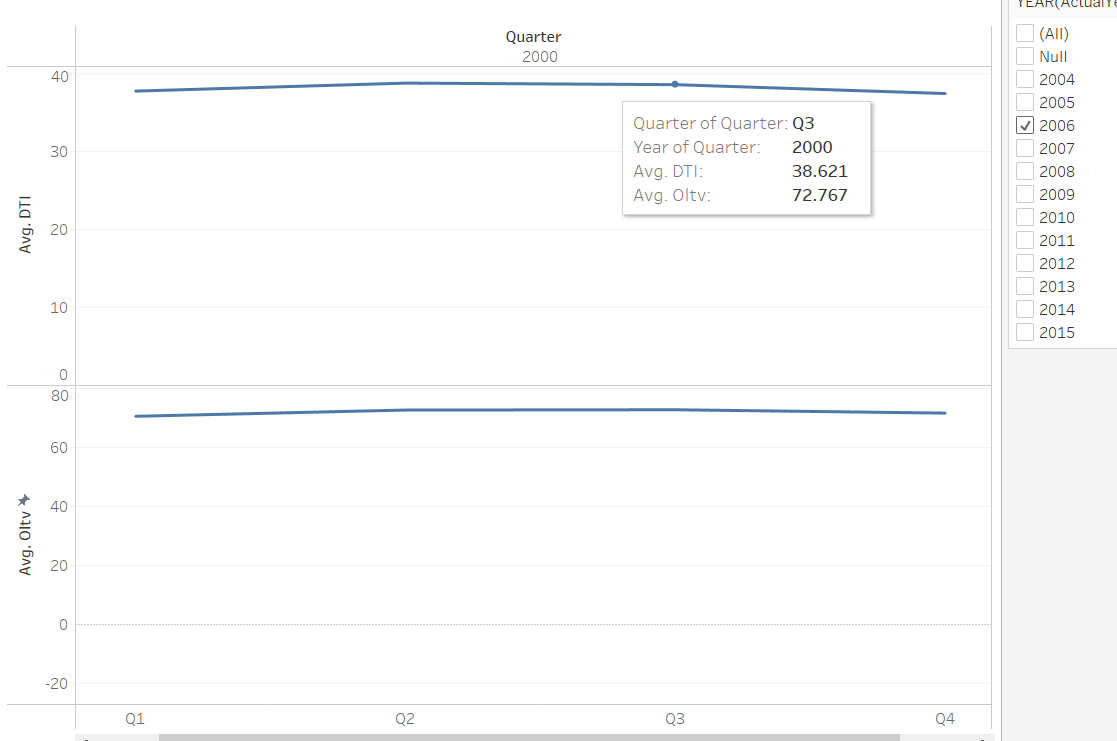 Quarter
2000
40
30
20
10
0
Avg. DTI
Quarter of Quarter: Q3
Year of Quarter: 2000
Avg. DTI: 38.621
Avg. Oltv: 72.767
80
60
40
20
0
-20
Avg. Oltv
Q1 Q2 Q3 Q4
(All)
Null
2004
2005
2006
2007
2008
2009
2010
2011
2012
2013
2014
2015